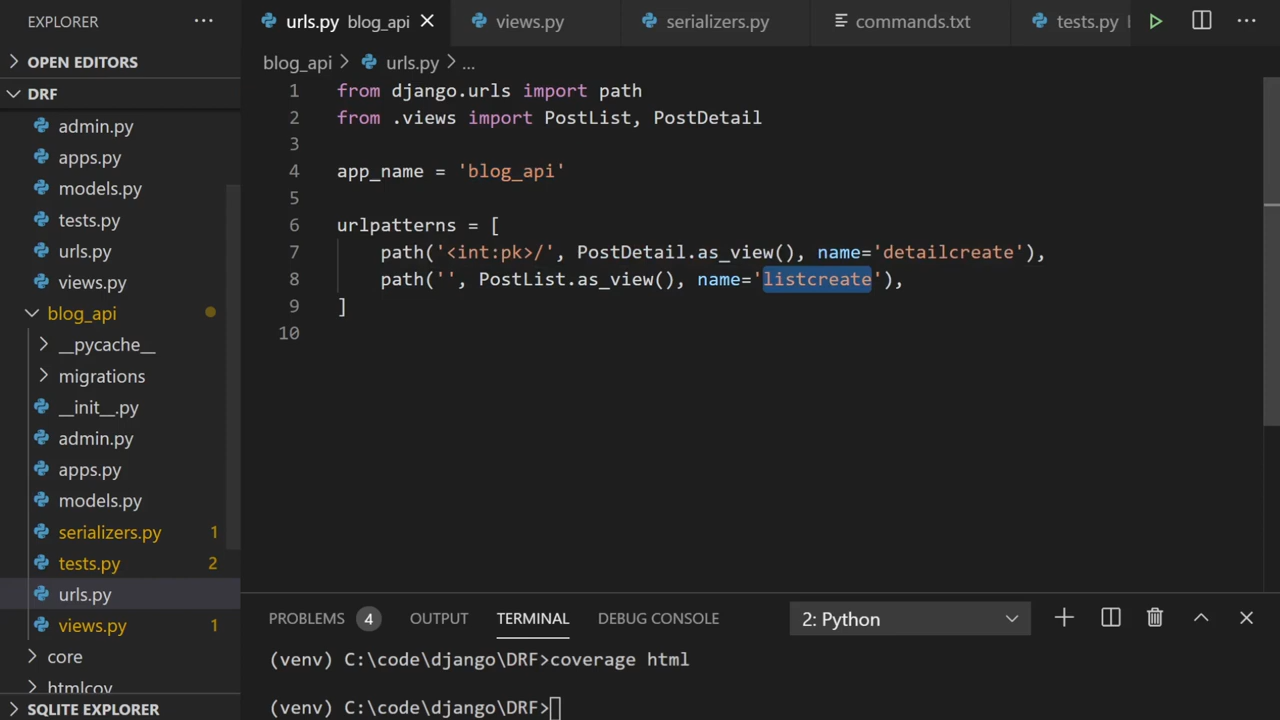 EXPLORER
...
urls.py blog_api
views.py
serializers.py
commands.txt
tests.py
...
OPEN EDITORS
blog_api > urls.py > ...
DRF
admin.py
apps.py
models.py
tests.py
urls.py
views.py
blog_api
__pycache__
migrations
__init__.py
admin.py
apps.py
models.py
serializers.py 1
tests.py 2
urls.py
views.py 1
core
htmlcov
SQLITE EXPLORER
1 from django.urls import path
2 from .views import PostList, PostDetail
3
4 app_name = 'blog_api'
5
6 urlpatterns = [
7 path('<int:pk>/', PostDetail.as_view(), name='detailcreate'),
8 path('', PostList.as_view(), name='listcreate'),
9 ]
10
PROBLEMS 4 OUTPUT TERMINAL DEBUG CONSOLE 2: Python
(venv) C:\code\django\DRF>coverage html
(venv) C:\code\django\DRF>